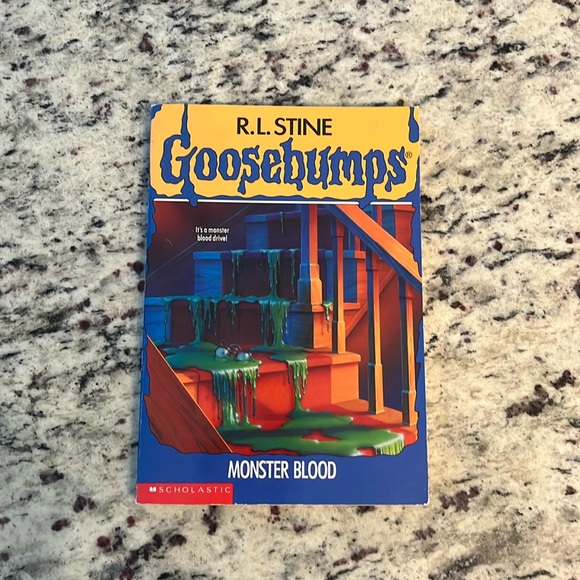 R.L. STINE
Goosebumps®
It's a monster
blood drive!
MONSTER BLOOD
SCHOLASTIC